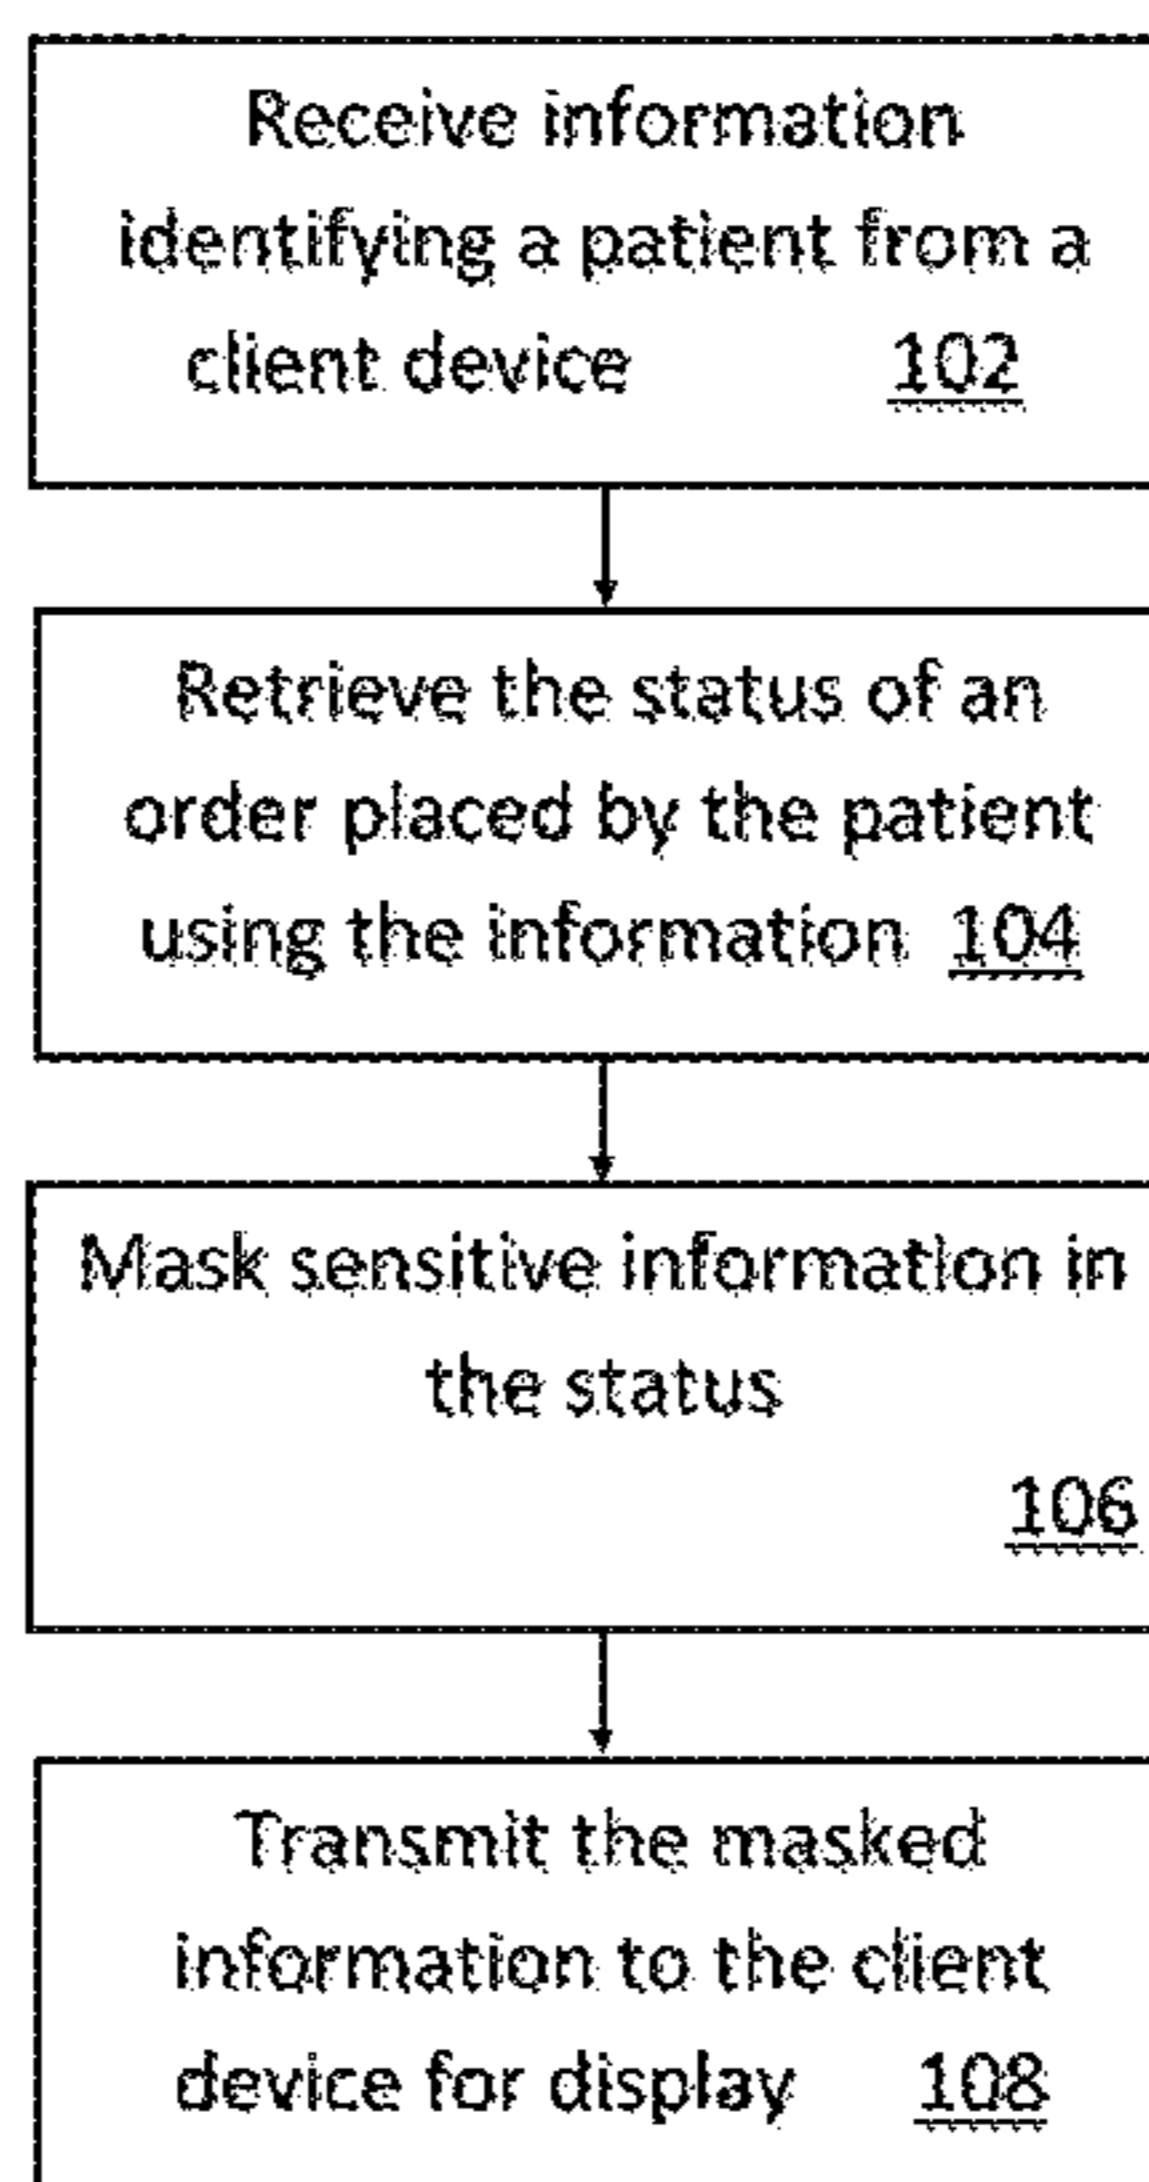 Receive information
identifying a patient from a
client device 102
Retrieve the status of an
order placed by the patient
using the information 104
Mask sensitive information in
the status
106
Transmit the masked
information to the client
device for display 108